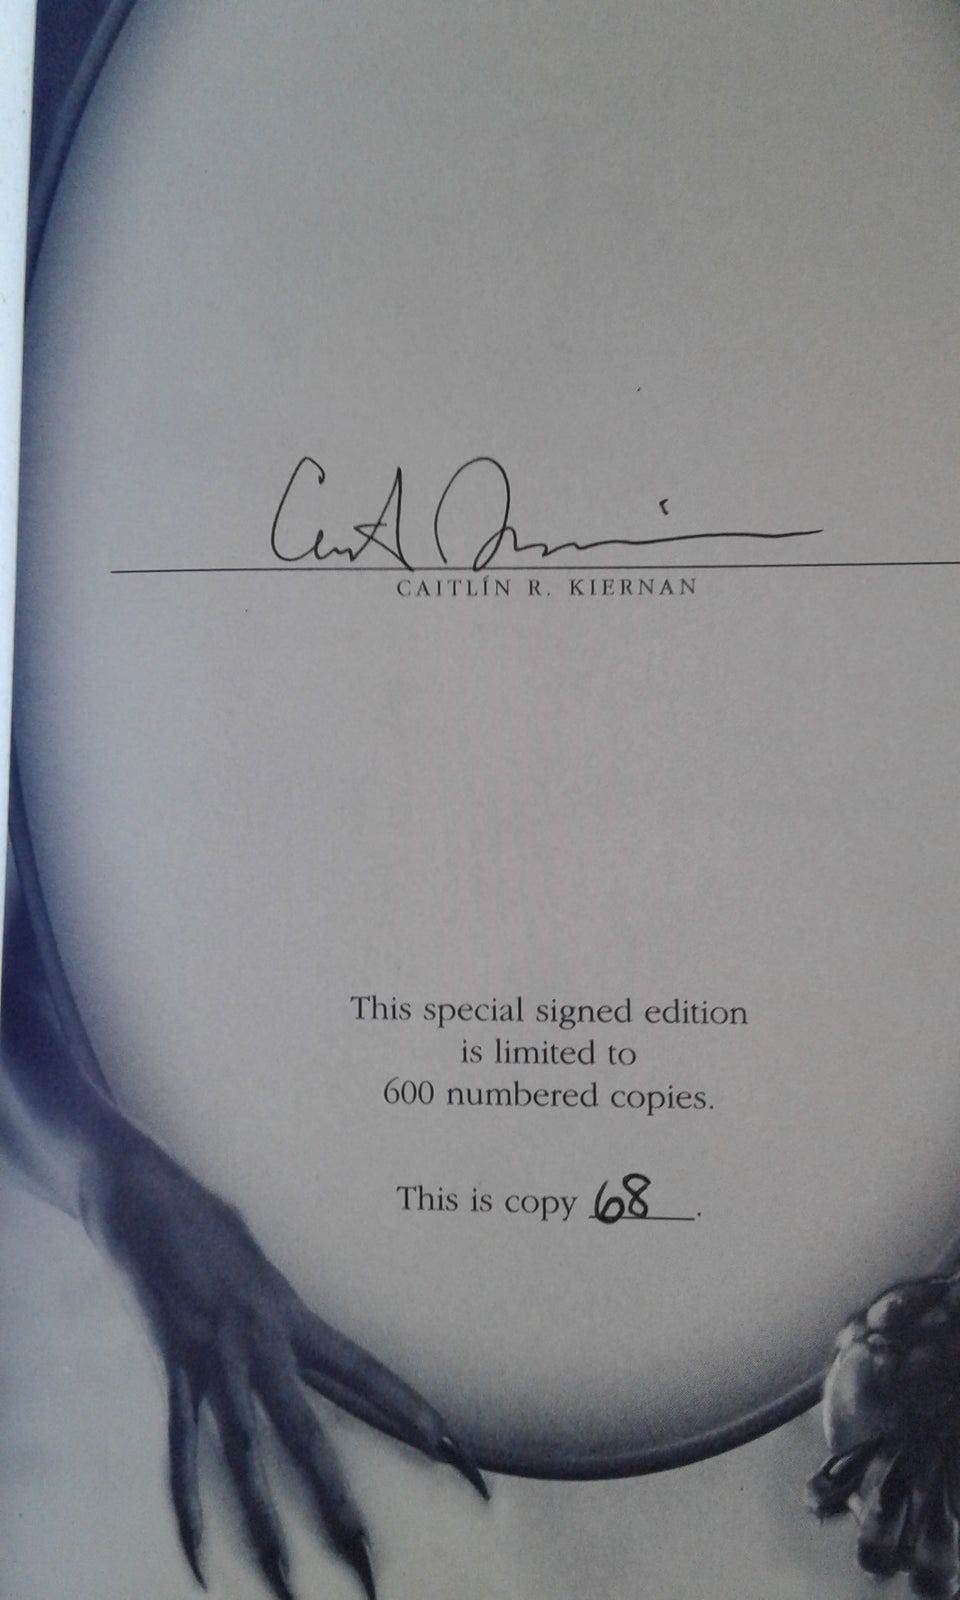 CAITLÍN R. KIERNAN
This special signed edition
is limited to
600 numbered copies.
This is copy 68.